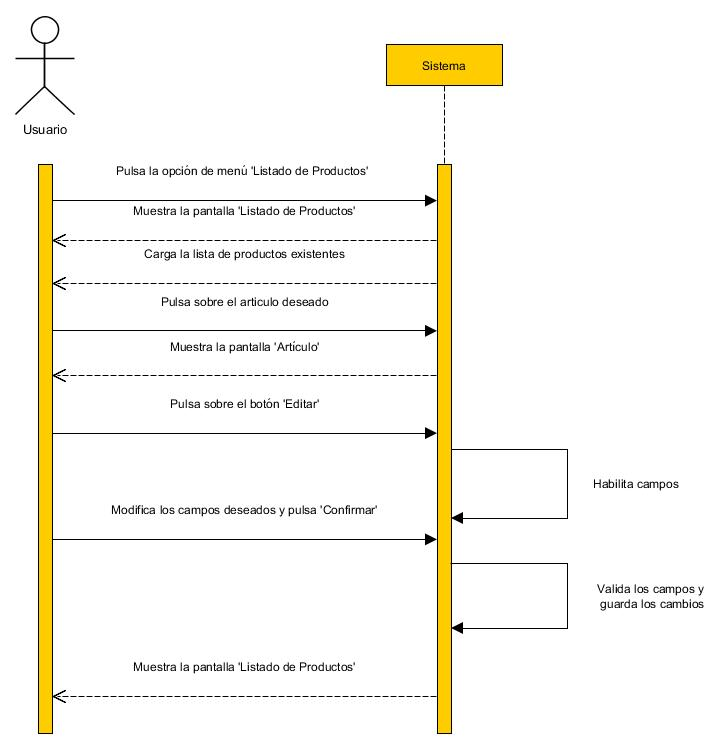 Sistema
Usuario
Pulsa la opción de menú 'Listado de Productos'
Muestra la pantalla 'Listado de Productos'
Carga la lista de productos existentes
Pulsa sobre el articulo deseado
Muestra la pantalla 'Artículo'
Pulsa sobre el botón 'Editar'
Habilita campos
Modifica los campos deseados y pulsa 'Confirmar'
Valida los campos y
guarda los cambios
Muestra la pantalla 'Listado de Productos'